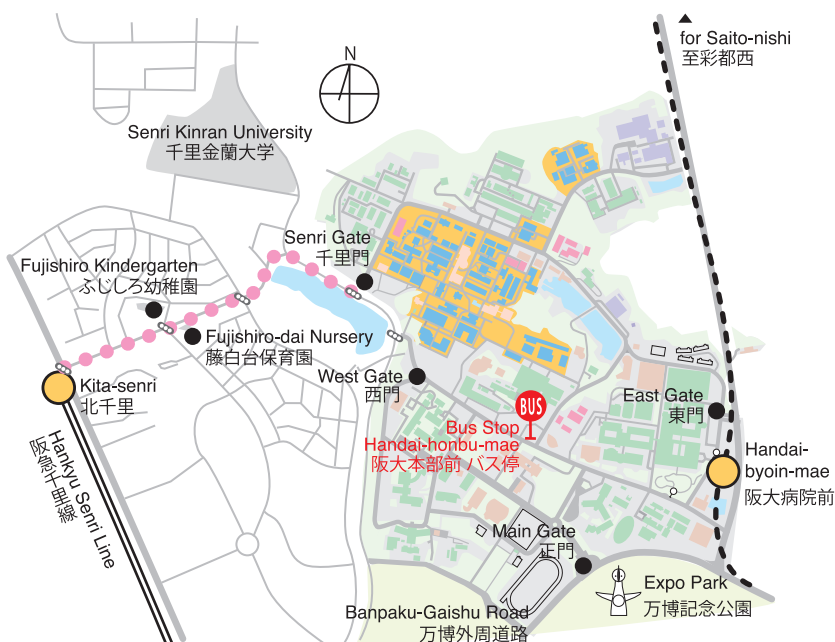 for Saito-nishi
至彩都西
N
Senri Kinran University
千里金蘭大学
Senri Gate
千里門
Fujishiro Kindergarten
ふじしろ幼稚園
Fujishiro-dai Nursery
藤白台保育園
Kita-senri
北千里
West Gate
西門
East Gate
東門
BUS
Bus Stop
Handai-honbu-mae
阪大本部前 バス停
Handai-
byoin-mae
阪大病院前
Hankyu Senri Line
阪急千里線
Main Gate
正門
Expo Park
万博記念公園
Banpaku-Gaishu Road
万博外周道路